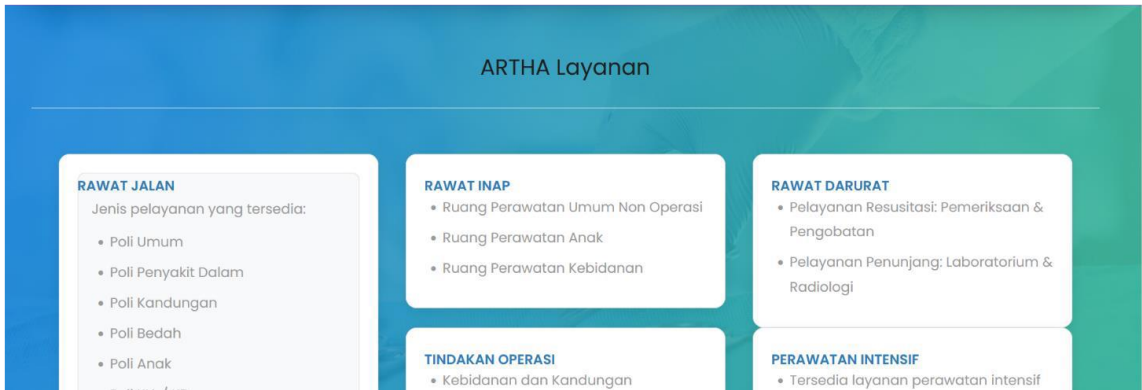 ARTHA Layanan
RAWAT JALAN
Jenis pelayanan yang tersedia:
• Poli Umum
• Poli Penyakit Dalam
• Poli Kandungan
• Poli Bedah
• Poli Anak
RAWAT INAP
• Ruang Perawatan Umum Non Operasi
• Ruang Perawatan Anak
• Ruang Perawatan Kebidanan
RAWAT DARURAT
• Pelayanan Resusitasi: Pemeriksaan &
Pengobatan
• Pelayanan Penunjang: Laboratorium &
Radiologi
TINDAKAN OPERASI
• Kebidanan dan Kandungan
PERAWATAN INTENSIF
• Tersedia layanan perawatan intensif